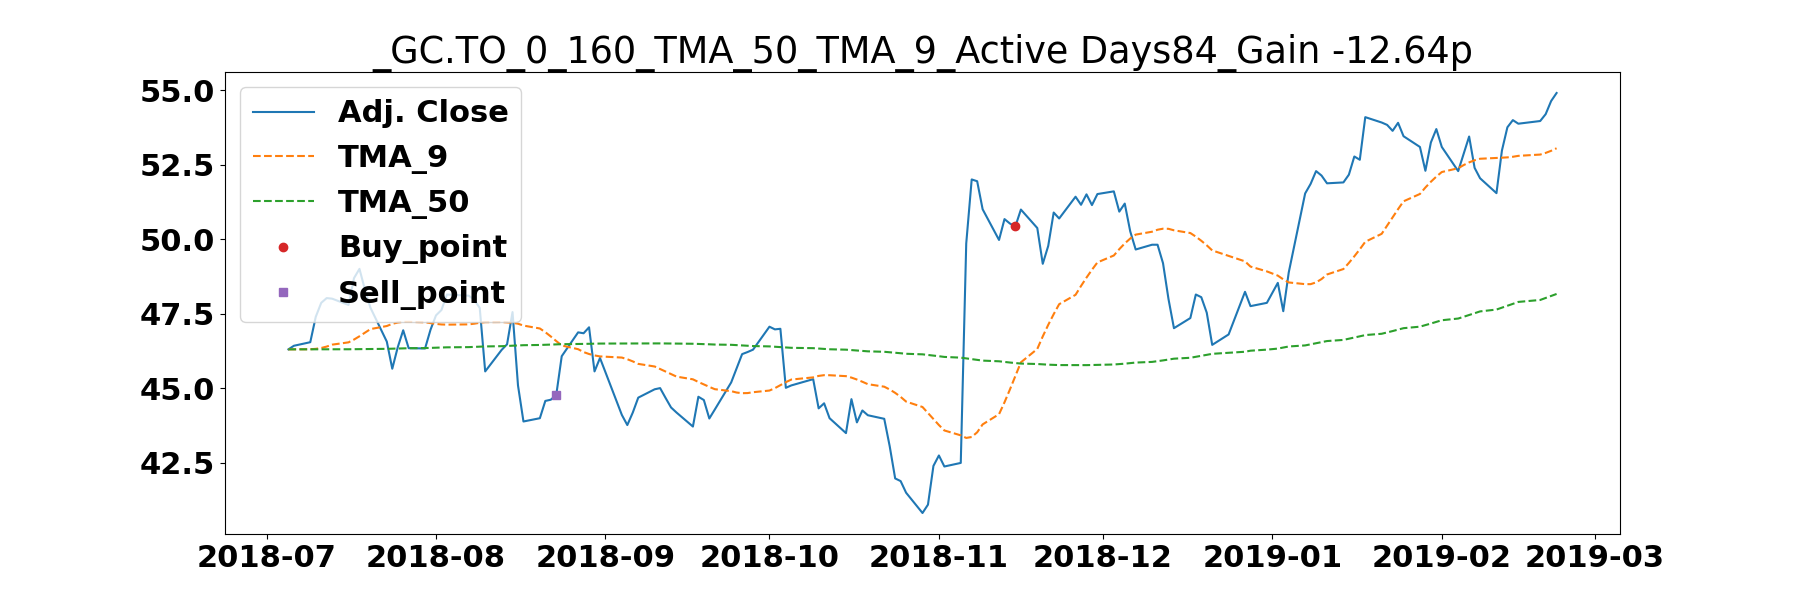 _GC.TO_0_160_TMA_50_TMA_9_Active Days84_Gain -12.64p
55.0
52.5
50.0
47.5
45.0
42.5
Adj. Close
TMA_9
TMA_50
Buy_point
Sell_point
2018-07 2018-08 2018-09 2018-10 2018-11 2018-12 2019-01 2019-02 2019-03